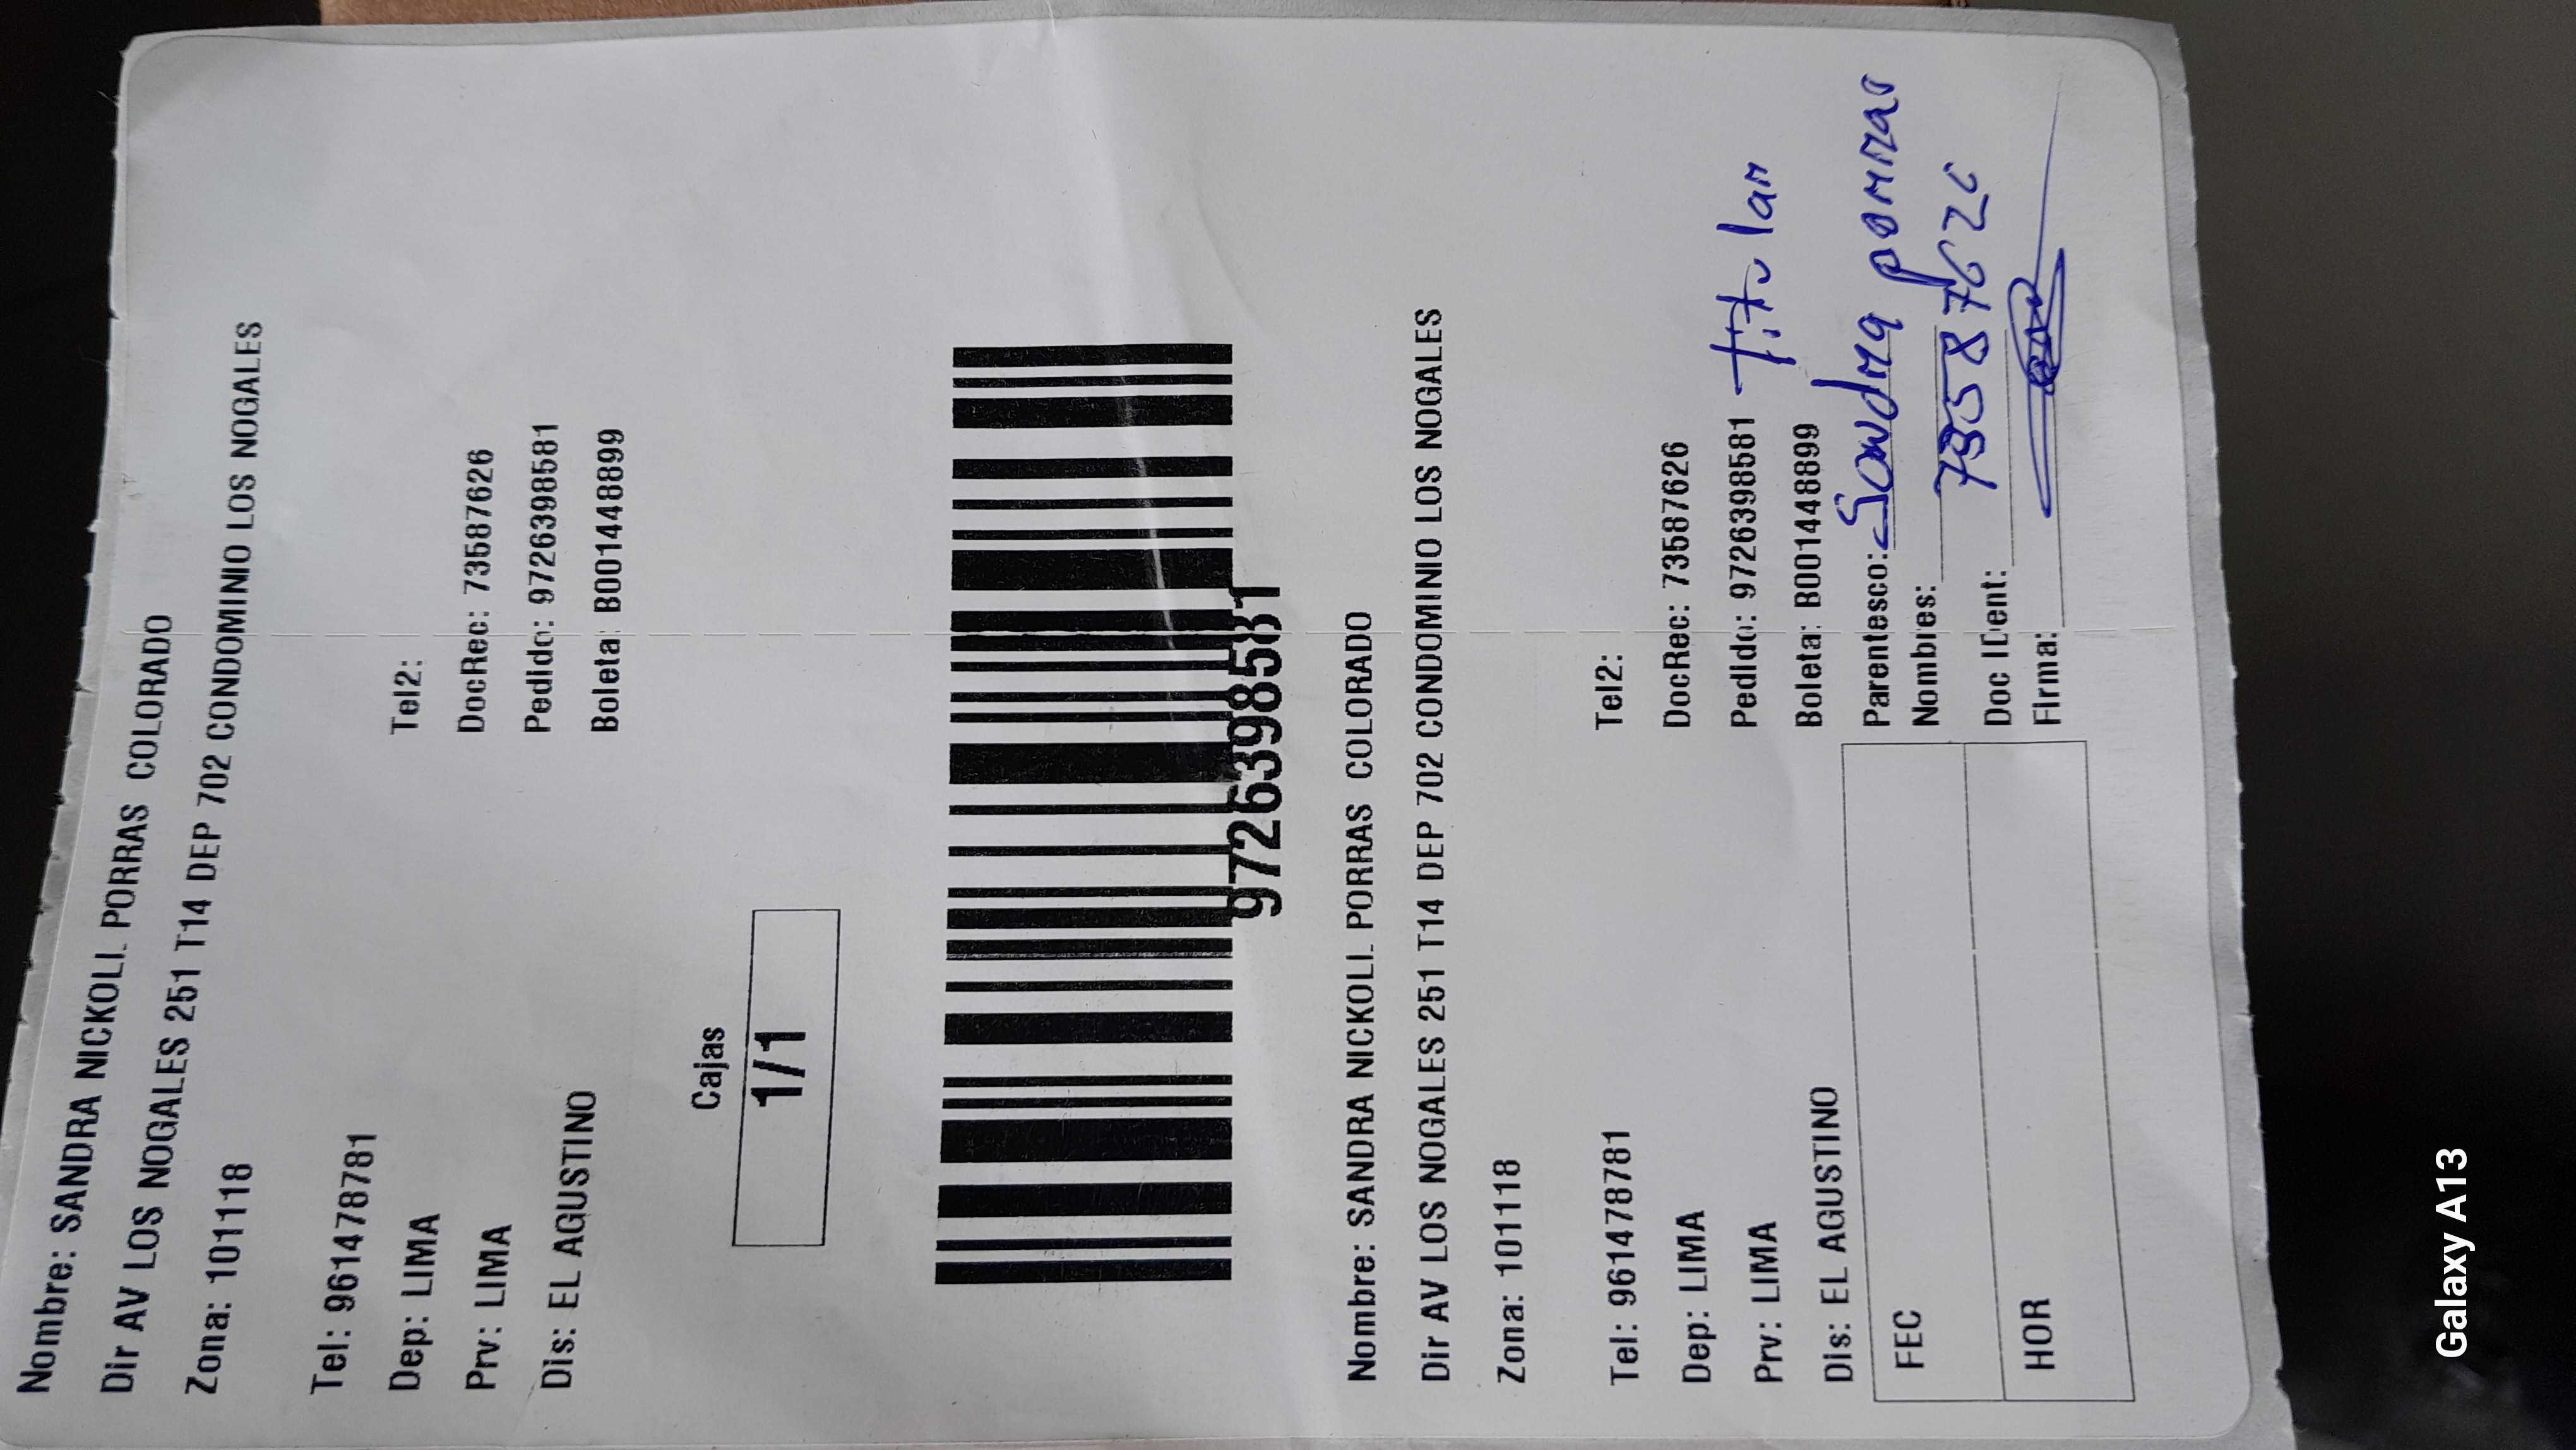 Nombre: SANDRA NICKOLL PORRAS COLORADO
Dir AV LOS NOGALES 251 T14 DEP 702 CONDOMINIO LOS NOGALES
Zona: 101118
Tel: 961478781 Tel2:
Dep: LIMA DocRec: 73587626
Prv: LIMA Pedido: 9726398581
Dis: EL AGUSTINO Boleta: B001448899
Cajas
1/1
9726398581
Nombre: SANDRA NICKOLL PORRAS COLORADO
Dir AV LOS NOGALES 251 T14 DEP 702 CONDOMINIO LOS NOGALES
Zona: 101118
Tel: 961478781 Tel2:
Dep: LIMA DocRec: 73587626
Prv: LIMA Pedido: 9726398581 Titular
Dis: EL AGUSTINO Boleta: B001448899
FEC Parentesco: Sandra porras
Nombres:
HOR Doc IDent:
Firma:
Galaxy A13